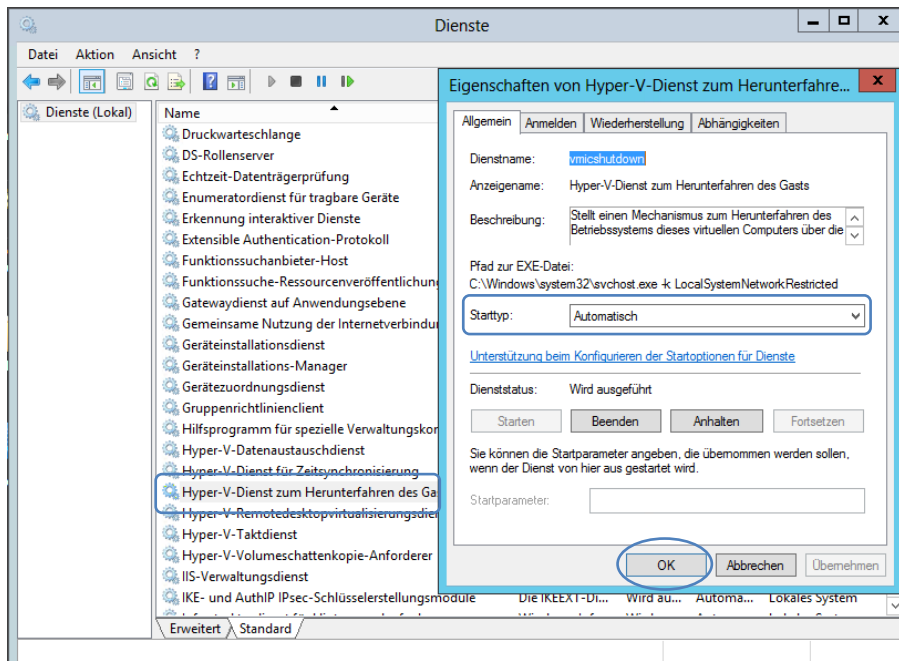 Dienste
Datei Aktion Ansicht ?
Dienste (Lokal)
Name
Druckwarteschlange
DS-Rollenserver
Echtzeit-Datenträgerprüfung
Enumeratordienst für tragbare Geräte
Erkennung interaktiver Dienste
Extensible Authentication-Protokoll
Funktionssuchanbieter-Host
Funktionssuche-Ressourcenveröffentlichung
Gatewaydienst auf Anwendungsebene
Gemeinsame Nutzung der Internetverbindu
Geräteinstallationsdienst
Geräteinstallations-Manager
Gerätezuordnungsdienst
Gruppenrichtlinienclient
Hilfsprogramm für spezielle Verwaltungskon
Hyper-V-Datenaustauschdienst
Hyper-V-Dienst für Zeitsynchronisierung
Hyper-V-Dienst zum Herunterfahren des Gas
Hyper-V-Remotedesktopvirtualisierungsdien
Hyper-V-Taktdienst
Hyper-V-Volumeschattenkopie-Anforderer
IIS-Verwaltungsdienst
IKE- und AuthIP IPsec-Schlüsselerstellungsmodule Die IKEEXT-Di... Wird au... Automa... Lokales System
Erweitert Standard
Eigenschaften von Hyper-V-Dienst zum Herunterfahre...
Allgemein Anmelden Wiederherstellung Abhängigkeiten
Dienstname: vmicshutdown
Anzeigename: Hyper-V-Dienst zum Herunterfahren des Gasts
Beschreibung: Stellt einen Mechanismus zum Herunterfahren des
Betriebssystems dieses virtuellen Computers über die
Pfad zur EXE-Datei:
C:\Windows\system32\svchost.exe -k LocalSystemNetworkRestricted
Starttyp: Automatisch
Unterstützung beim Konfigurieren der Startoptionen für Dienste
Dienststatus: Wird ausgeführt
Starten Beenden Anhalten Fortsetzen
Sie können die Startparameter angeben, die übernommen werden sollen,
wenn der Dienst von hier aus gestartet wird.
Startparameter:
OK Abbrechen Übernehmen